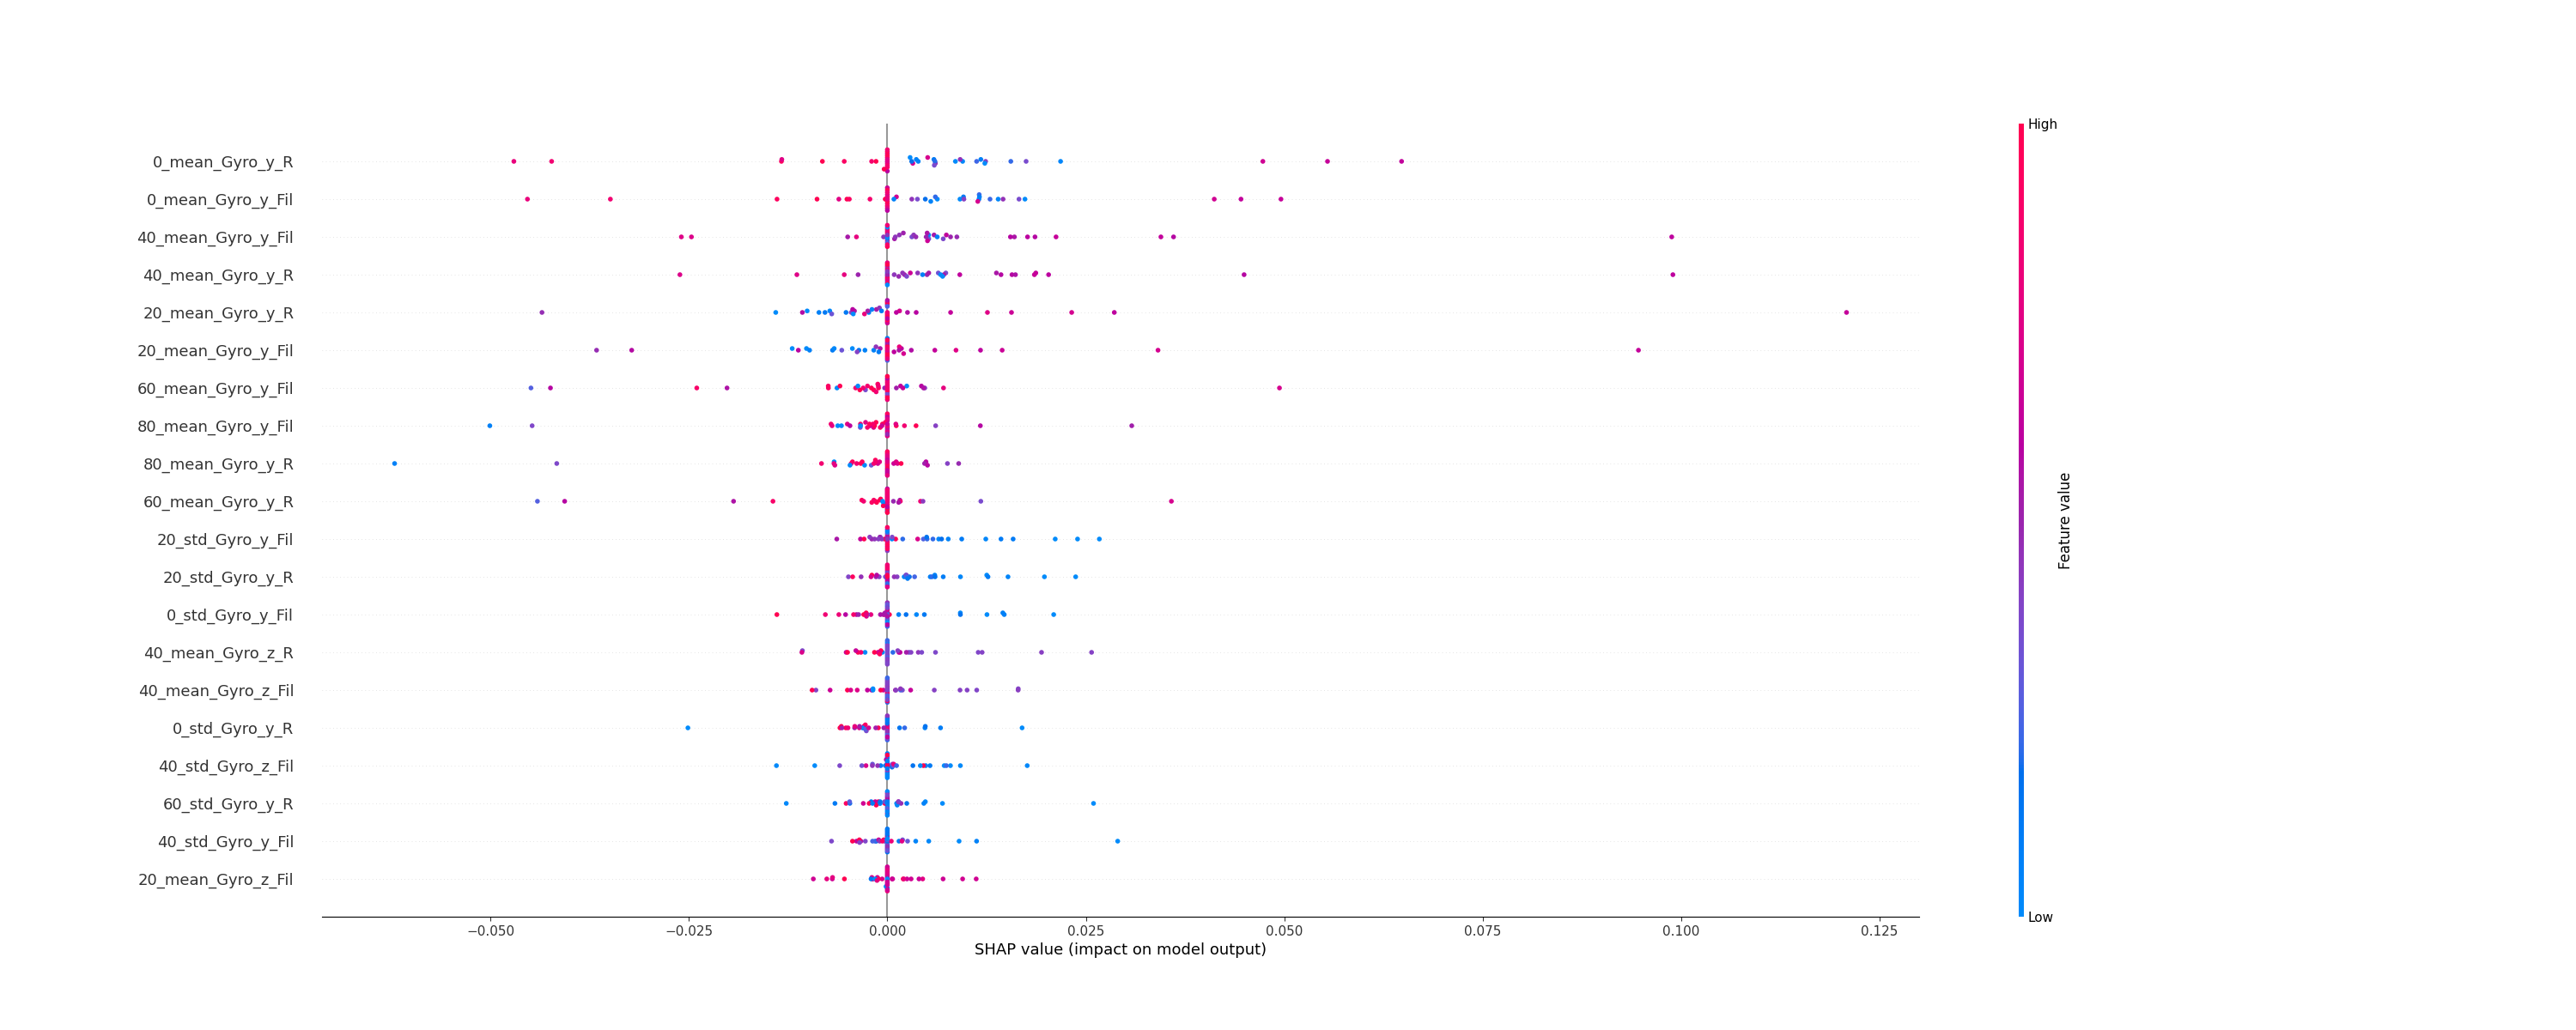 High
0_mean_Gyro_y_R
0_mean_Gyro_y_Fil
40_mean_Gyro_y_Fil
40_mean_Gyro_y_R
20_mean_Gyro_y_R
20_mean_Gyro_y_Fil
60_mean_Gyro_y_Fil
80_mean_Gyro_y_Fil
80_mean_Gyro_y_R
60_mean_Gyro_y_R
20_std_Gyro_y_Fil
20_std_Gyro_y_R
0_std_Gyro_y_Fil
40_mean_Gyro_z_R
40_mean_Gyro_z_Fil
0_std_Gyro_y_R
40_std_Gyro_z_Fil
60_std_Gyro_y_R
40_std_Gyro_y_Fil
20_mean_Gyro_z_Fil
Feature value
Low
−0.050 −0.025 0.000 0.025 0.050 0.075 0.100 0.125
SHAP value (impact on model output)